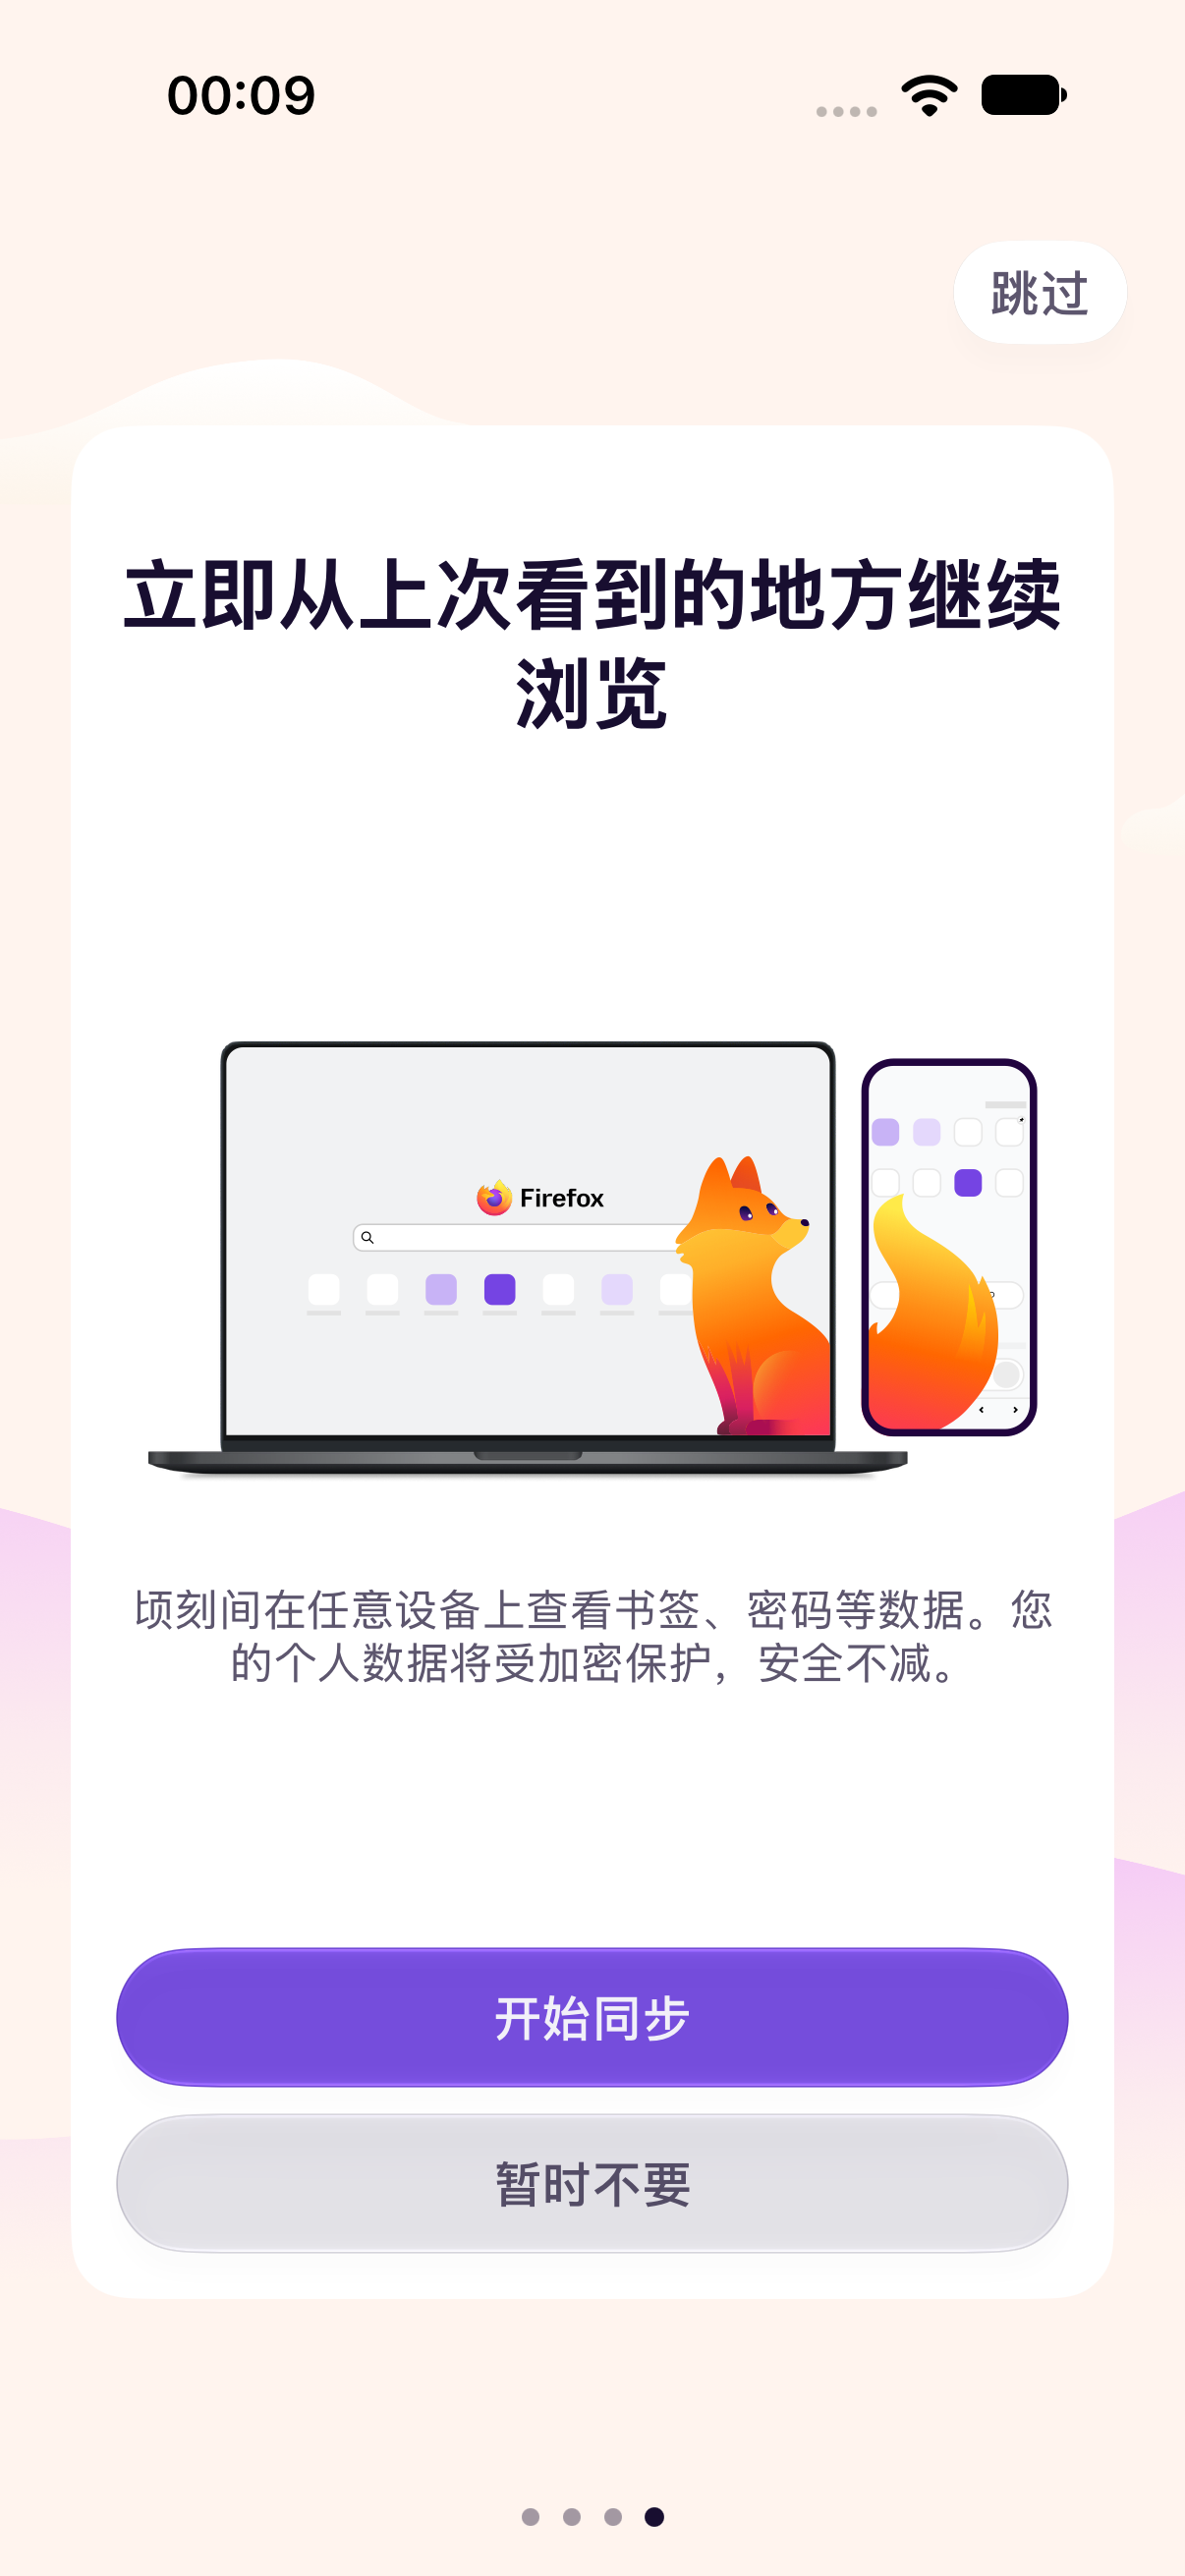 00:09
跳过
立即从上次看到的地方继续
浏览
Firefox
顷刻间在任意设备上查看书签、密码等数据。您
的个人数据将受加密保护，安全不减。
开始同步
暂时不要